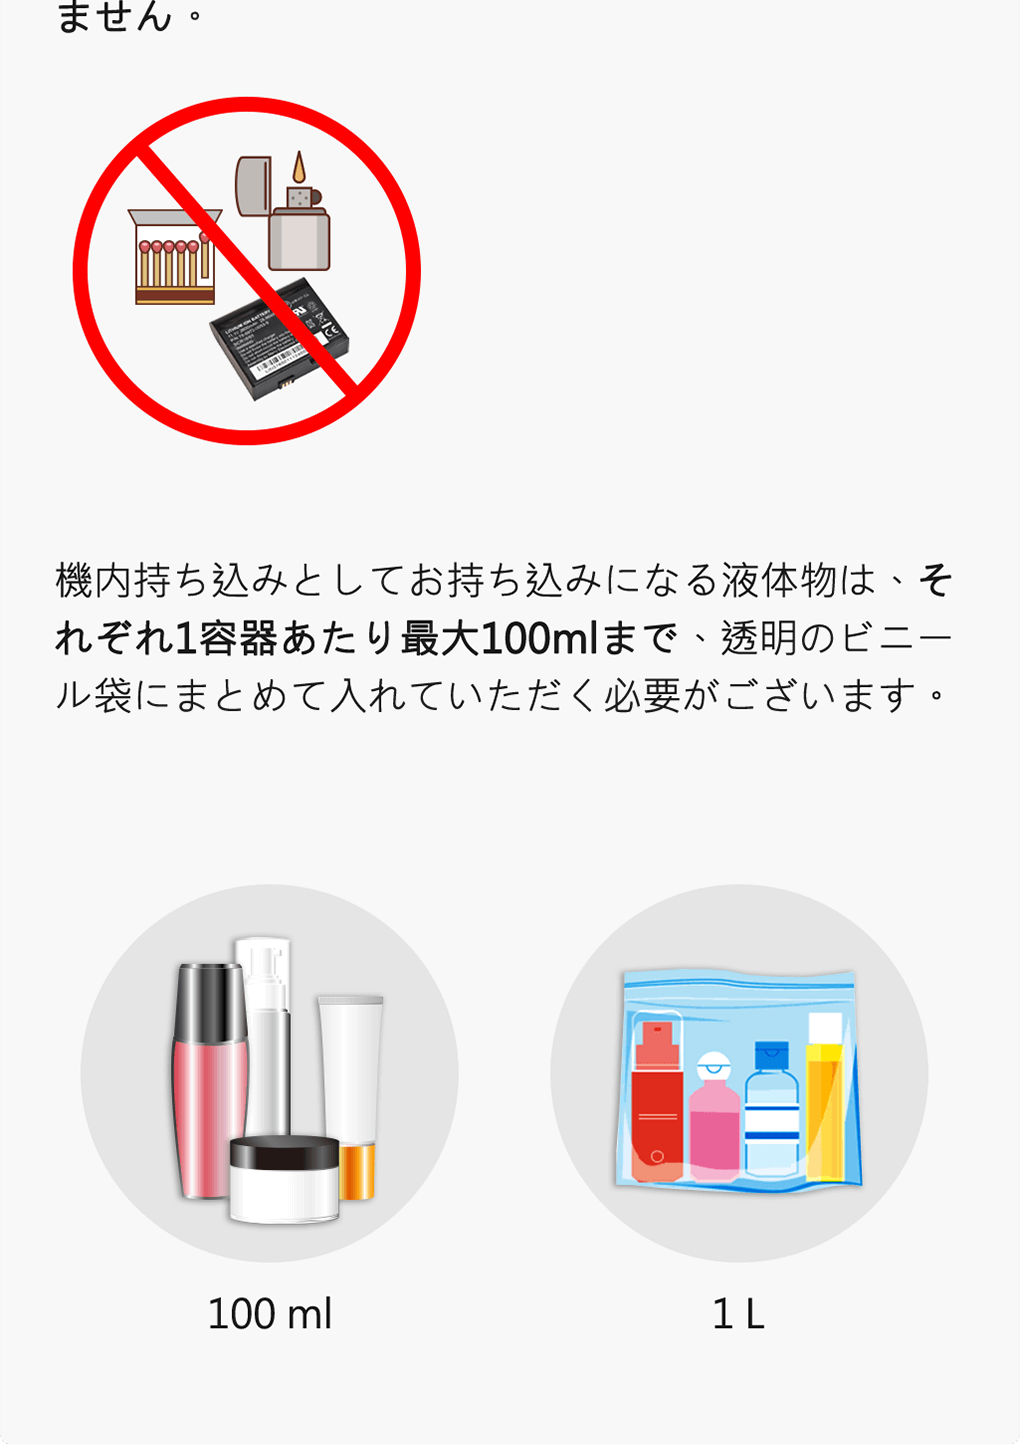 ません。
LITHIUM ION BATTERY
機内持ち込みとしてお持ち込みになる液体物は、そ
れぞれ1容器あたり最大100mlまで、透明のビニー
ル袋にまとめて入れていただく必要がございます。
100 ml
1 L